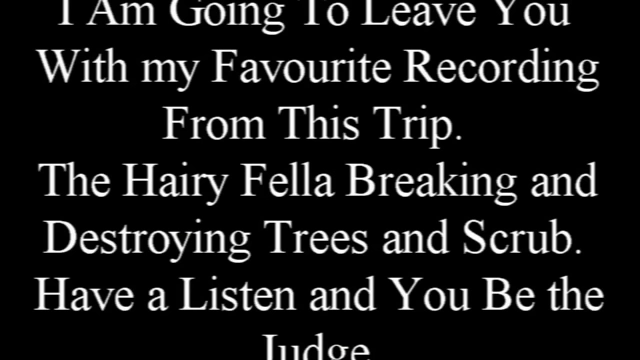 I Am Going To Leave You
With my Favourite Recording
From This Trip.
The Hairy Fella Breaking and
Destroying Trees and Scrub.
Have a Listen and You Be the
Judge